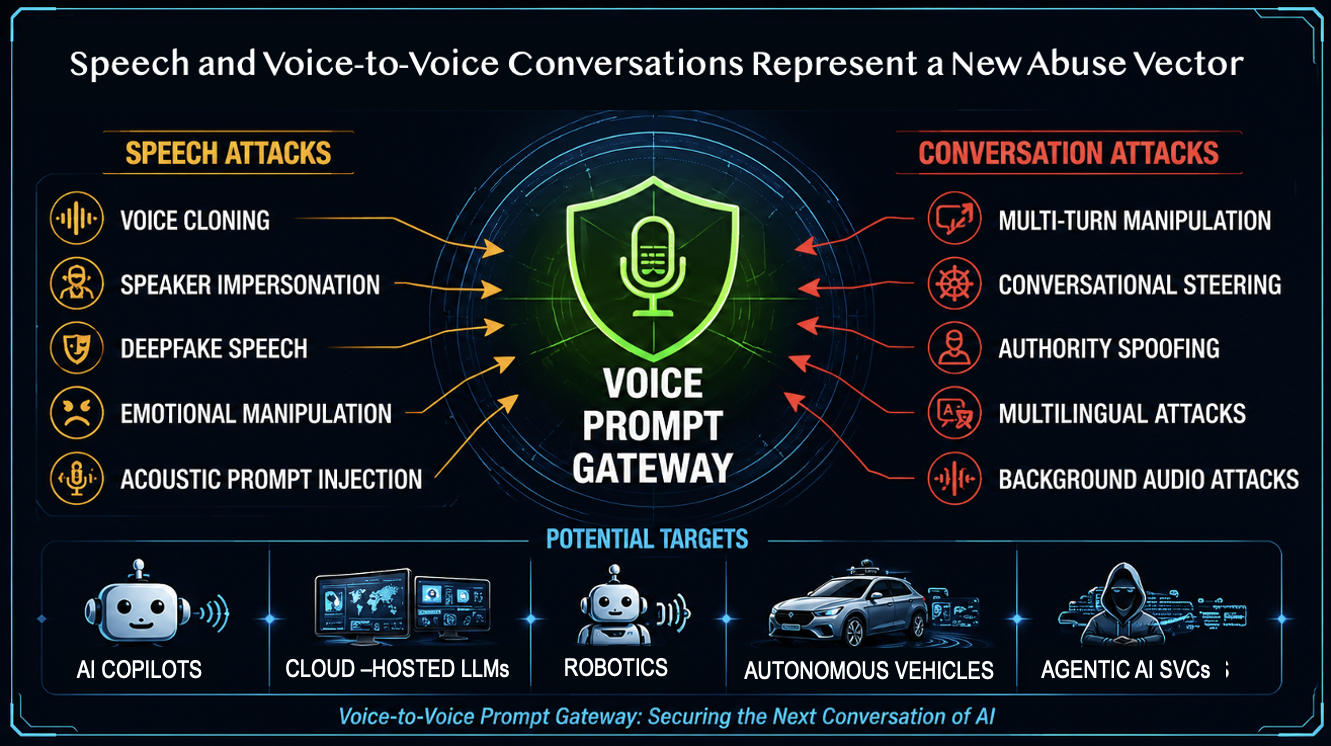 Speech and Voice-to-Voice Conversations Represent a New Abuse Vector
SPEECH ATTACKS
VOICE CLONING
SPEAKER IMPERSONATION
DEEPFAKE SPEECH
EMOTIONAL MANIPULATION
ACOUSTIC PROMPT INJECTION
VOICE
PROMPT
GATEWAY
CONVERSATION ATTACKS
MULTI-TURN MANIPULATION
CONVERSATIONAL STEERING
AUTHORITY SPOOFING
A
MULTILINGUAL ATTACKS
BACKGROUND AUDIO ATTACKS
POTENTIAL TARGETS
AI COPILOTS
CLOUD –HOSTED LLMs
ROBOTICS
AUTONOMOUS VEHICLES
AGENTIC AI SVCs
Voice-to-Voice Prompt Gateway: Securing the Next Conversation of AI